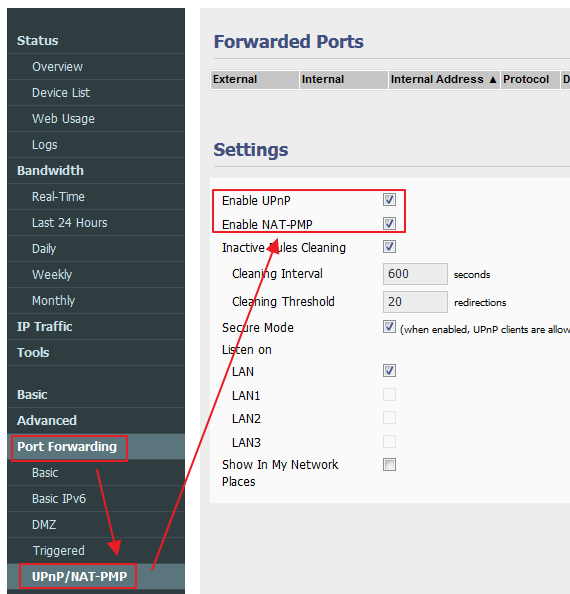 Status
Overview
Device List
Web Usage
Logs
Bandwidth
Real-Time
Last 24 Hours
Daily
Weekly
Monthly
IP Traffic
Tools
Basic
Advanced
Port Forwarding
Basic
Basic IPv6
DMZ
Triggered
UPnP/NAT-PMP
Forwarded Ports
External Internal Internal Address ▲ Protocol D
Settings
Enable UPnP
Enable NAT-PMP
Inactive Rules Cleaning
Cleaning Interval 600 seconds
Cleaning Threshold 20 redirections
Secure Mode (when enabled, UPnP clients are allow
Listen on
LAN
LAN1
LAN2
LAN3
Show In My Network
Places